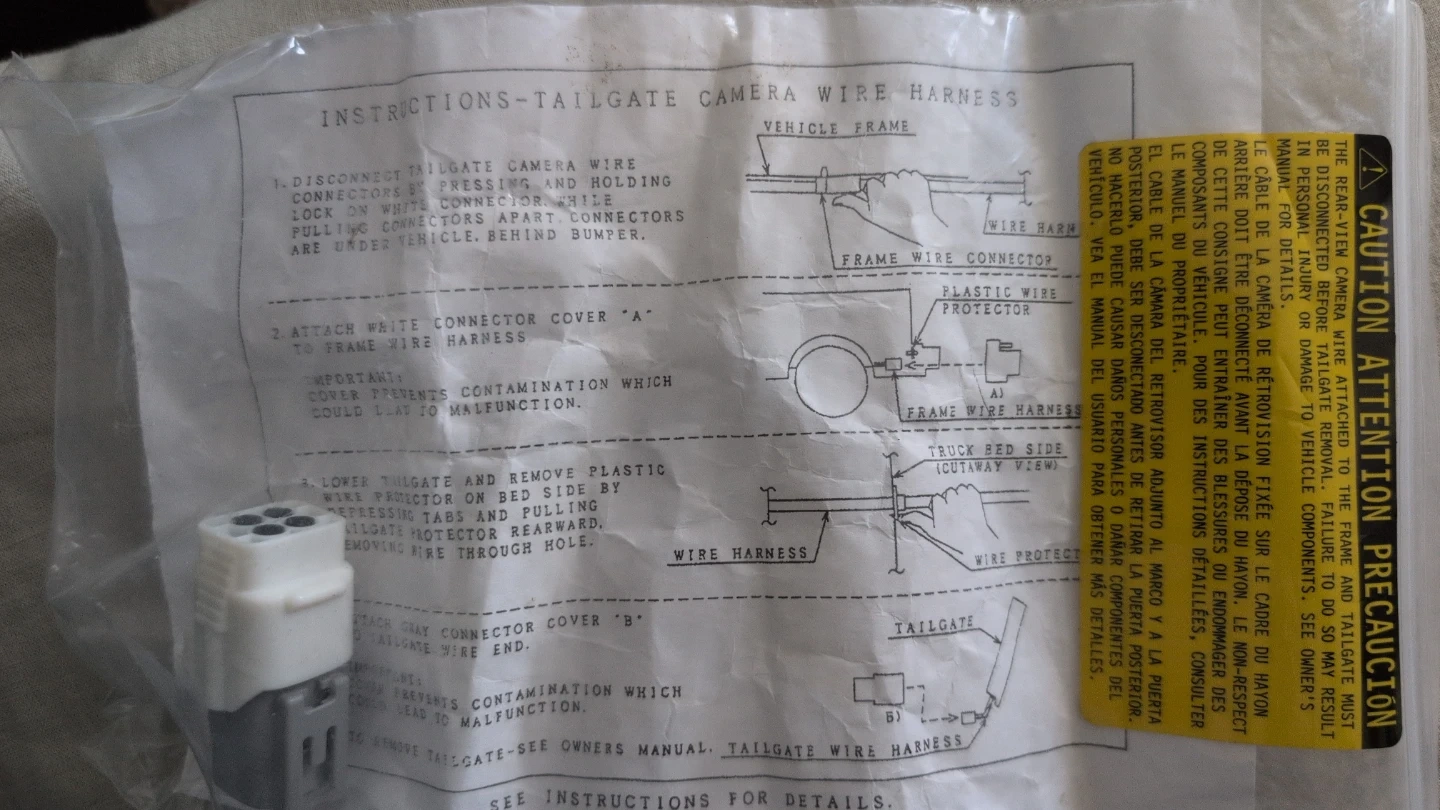 INSTRUCTIONS-TAILGATE CAMERA WIRE HARNESS
1. DISCONNECT TAILGATE CAMERA WIRE
CONNECTORS BY PRESSING AND HOLDING
LOCK ON WHITE CONNECTOR WHILE
PULLING CONNECTORS APART. CONNECTORS
ARE UNDER VEHICLE, BEHIND BUMPER.
VEHICLE FRAME
WIRE HARN
FRAME WIRE CONNECTOR
2. ATTACH WHITE CONNECTOR COVER "A"
TO FRAME WIRE HARNESS
IMPORTANT:
COVER PREVENTS CONTAMINATION WHICH
COULD LEAD TO MALFUNCTION.
PLASTIC WIRE
PROTECTOR
A)
FRAME WIRE HARNESS
3. LOWER TAILGATE AND REMOVE PLASTIC
WIRE PROTECTOR ON BED SIDE BY
DEPRESSING TABS AND PULLING
TAILGATE PROTECTOR REARWARD,
REMOVING WIRE THROUGH HOLE.
TRUCK BED SIDE
(CUTAWAY VIEW)
WIRE HARNESS
WIRE PROTECT
TTACH GRAY CONNECTOR COVER "B"
O TAILGATE WIRE END.
IMPORTANT:
COVER PREVENTS CONTAMINATION WHICH
COULD LEAD TO MALFUNCTION.
TO REMOVE TAILGATE-SEE OWNERS MANUAL.
TAILGATE
B)
TAILGATE WIRE HARNESS
SEE INSTRUCTIONS FOR DETAILS.
CAUTION ATTENTION PRECAUCIÓN
THE REAR-VIEW CAMERA WIRE ATTACHED TO THE FRAME AND TAILGATE MUST
BE DISCONNECTED BEFORE TAILGATE REMOVAL. FAILURE TO DO SO MAY RESULT
IN PERSONAL INJURY OR DAMAGE TO VEHICLE COMPONENTS. SEE OWNER'S
MANUAL FOR DETAILS.
LE CÂBLE DE LA CAMÉRA DE RÉTROVISION FIXÉE SUR LE CADRE DU HAYON
ARRIÈRE DOIT ÊTRE DÉCONNECTÉ AVANT LA DÉPOSE DU HAYON. LE NON-RESPECT
DE CETTE CONSIGNE PEUT ENTRAÎNER DES BLESSURES OU ENDOMMAGER DES
COMPOSANTS DU VÉHICULE. POUR DES INSTRUCTIONS DÉTAILLÉES, CONSULTER
LE MANUEL DU PROPRIÉTAIRE.
EL CABLE DE LA CÁMARA DEL RETROVISOR ADJUNTO AL MARCO Y A LA PUERTA
POSTERIOR, DEBE SER DESCONECTADO ANTES DE RETIRAR LA PUERTA POSTERIOR.
NO HACERLO PUEDE CAUSAR DAÑOS PERSONALES O DAÑAR COMPONENTES DEL
VEHÍCULO. VEA EL MANUAL DEL USUARIO PARA OBTENER MÁS DETALLES.